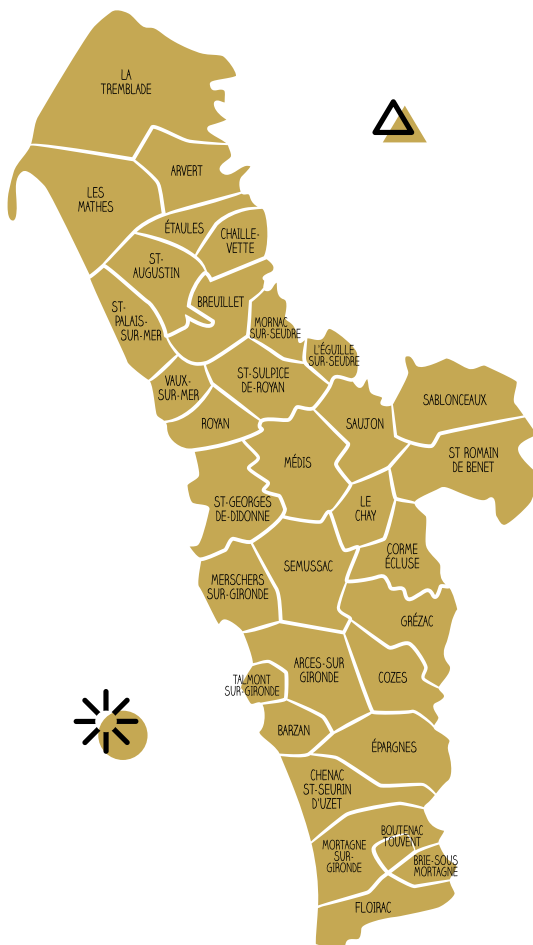 LA
TREMBLADE
ARVERT
LES
MATHES
ÉTAULES
CHAILLE-
VETTE
ST-
AUGUSTIN
BREUILLET
ST-
PALAIS-
SUR-MER
MORNAC
SUR-SEUDRE
L'ÉGUILLE
SUR-SEUDRE
ST-SULPICE
DE-ROYAN
VAUX-
SUR-MER
SABLONCEAUX
ROYAN
SAUJON
ST ROMAIN
DE BENET
MÉDIS
ST-GEORGES
DE-DIDONNE
LE
CHAY
CORME
ÉCLUSE
SEMUSSAC
MERSCHERS
SUR-GIRONDE
GRÉZAC
ARCES-SUR
GIRONDE
COZES
TALMONT
SUR-GIRONDE
BARZAN
ÉPARGNES
CHENAC
ST-SEURIN
D'UZET
BOUTENAC
TOUVENT
MORTAGNE
SUR-
GIRONDE
BRIE-SOUS
MORTAGNE
FLOIRAC